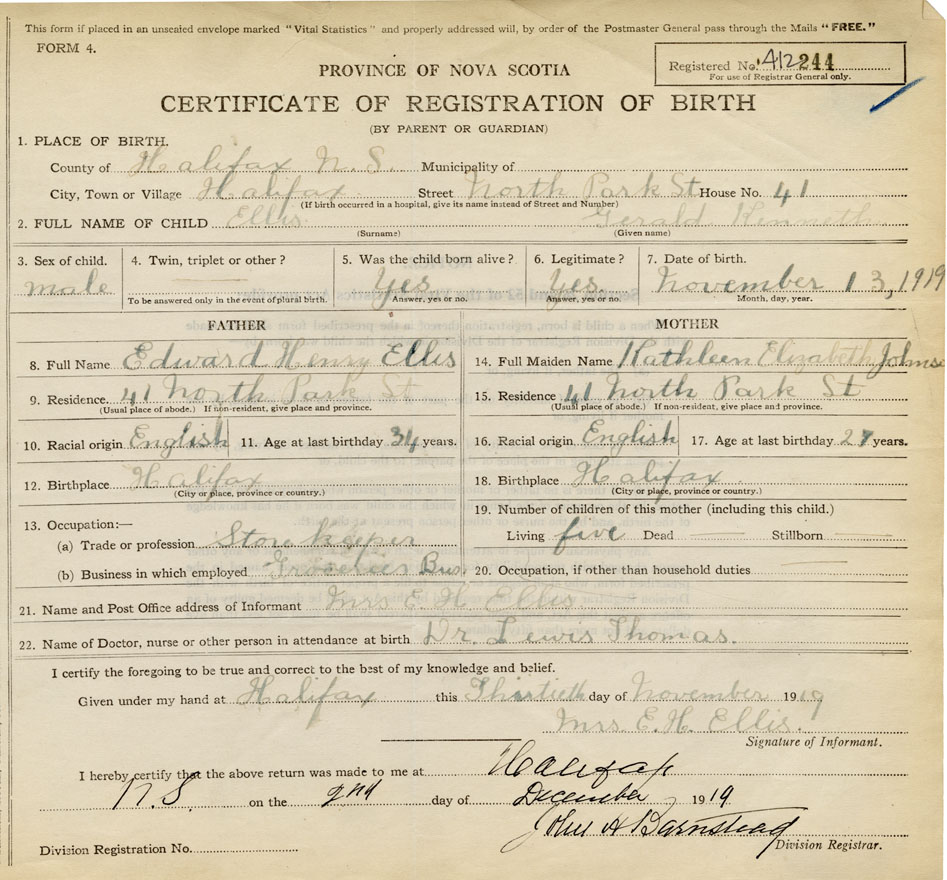 This form if placed in an unsealed envelope marked "Vital Statistics" and properly addressed will, by order of the Postmaster General pass through the Mails "FREE."
FORM 4.
Registered No. 412244
For use of Registrar General only.
PROVINCE OF NOVA SCOTIA
CERTIFICATE OF REGISTRATION OF BIRTH
(BY PARENT OR GUARDIAN)
1. PLACE OF BIRTH.
County of Halifax N. S. Municipality of
City, Town or Village Halifax Street North Park St House No. 41
(If birth occurred in a hospital, give its name instead of Street and Number)
2. FULL NAME OF CHILD Ellis Gerald Kenneth
(Surname) (Given name)
3. Sex of child. 4. Twin, triplet or other? 5. Was the child born alive? 6. Legitimate? 7. Date of birth.
male Yes Yes November 13, 1919
To be answered only in the event of plural birth. Answer, yes or no. Answer, yes or no. Month, day, year.
FATHER MOTHER
8. Full Name Edward Henry Ellis 14. Full Maiden Name Kathleen Elizabeth Johns
9. Residence. 41 North Park St 15. Residence 41 North Park St
(Usual place of abode.) If non-resident, give place and province. (Usual place of abode.) If non-resident, give place and province.
10. Racial origin English 11. Age at last birthday 34 years. 16. Racial origin English 17. Age at last birthday 27 years.
12. Birthplace Halifax 18. Birthplace Halifax
(City or place, province or country.) (City or place, province or country.)
13. Occupation:— 19. Number of children of this mother (including this child.)
(a) Trade or profession Store keeper Living five Dead Stillborn
(b) Business in which employed Groceries Bus. 20. Occupation, if other than household duties
21. Name and Post Office address of Informant Mrs E. H. Ellis
22. Name of Doctor, nurse or other person in attendance at birth Dr. Lewis Thomas.
I certify the foregoing to be true and correct to the best of my knowledge and belief.
Given under my hand at Halifax this Thirtieth day of November 1919
Mrs E. H. Ellis.
Signature of Informant.
I hereby certify that the above return was made to me at Halifax
N.S on the 2nd day of December 1919
John A Barnstead
Division Registrar.
Division Registration No.